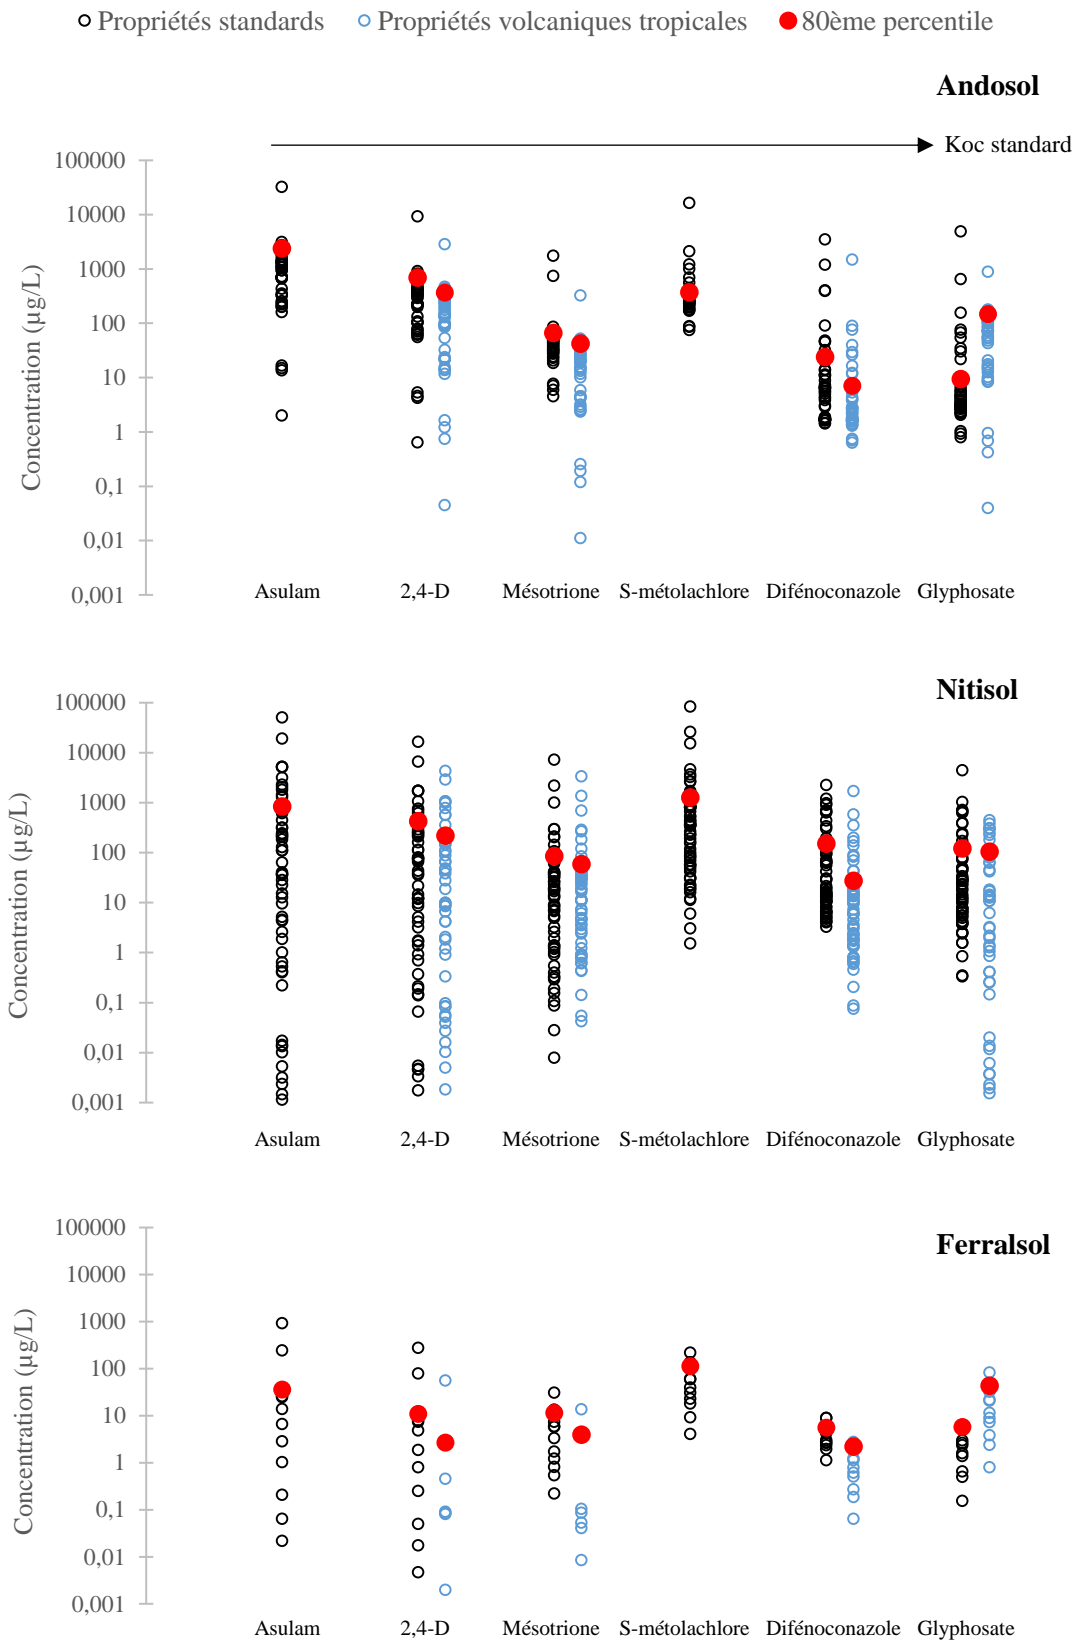 Propriétés standards Propriétés volcaniques tropicales 80ème percentile
Andosol
Koc standard
Concentration (µg/L)
100000
10000
1000
100
10
1
0,1
0,01
0,001
Asulam 2,4-D Mésotrione S-métolachlore Difénoconazole Glyphosate
Nitisol
Concentration (µg/L)
100000
10000
1000
100
10
1
0,1
0,01
0,001
Asulam 2,4-D Mésotrione S-métolachlore Difénoconazole Glyphosate
Ferralsol
Concentration (µg/L)
100000
10000
1000
100
10
1
0,1
0,01
0,001
Asulam 2,4-D Mésotrione S-métolachlore Difénoconazole Glyphosate